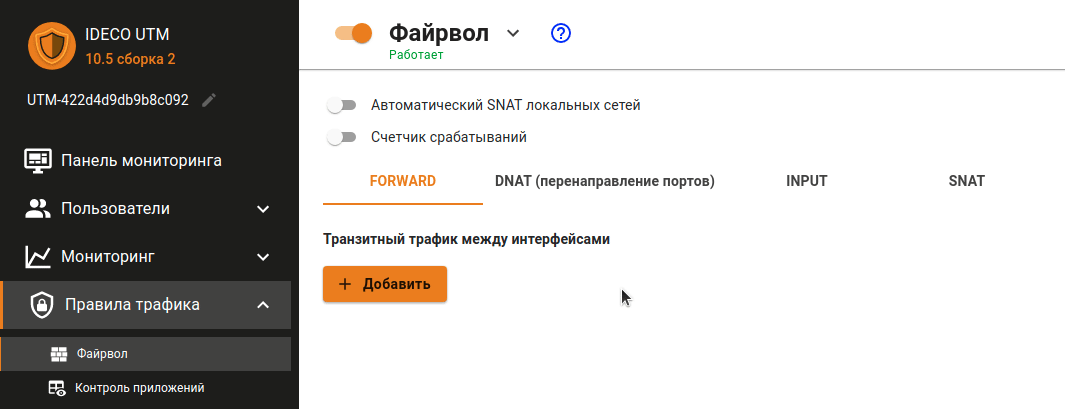 IDECO UTM
10.5 сборка 2
UTM-422d4d9db9b8c092
Панель мониторинга
Пользователи
Мониторинг
Правила трафика
Файрвол
Контроль приложений
Файрвол
Работает
Автоматический SNAT локальных сетей
Счетчик срабатываний
FORWARD
DNAT (перенаправление портов)
INPUT
SNAT
Транзитный трафик между интерфейсами
+ Добавить